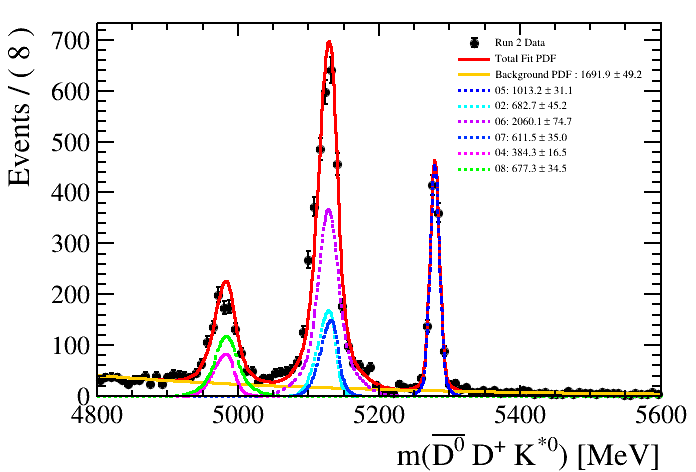 Events / ( 8 )
700
600
500
400
300
200
100
0
4800 5000 5200 5400 5600
m(D⁰ D⁺ K*⁰) [MeV]
Run 2 Data
Total Fit PDF
Background PDF : 1691.9 ± 49.2
05: 1013.2 ± 31.1
02: 682.7 ± 45.2
06: 2060.1 ± 74.7
07: 611.5 ± 35.0
04: 384.3 ± 16.5
08: 677.3 ± 34.5